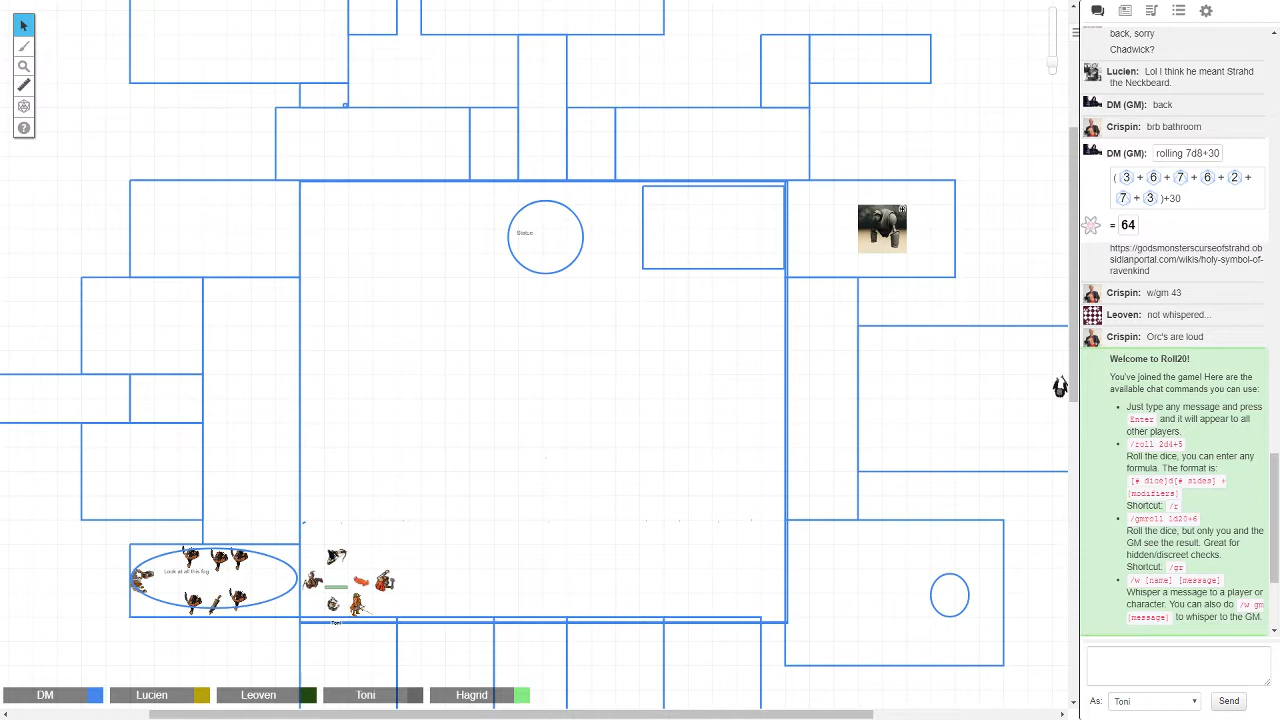 Statue
Look at all this fog
Toni
DM
Lucien
Leoven
Toni
Hagrid
back, sorry
Chadwick?
Lucien: Lol I think he meant Strahd
the Neckbeard.
DM (GM): back
Crispin: brb bathroom
DM (GM): rolling 7d8+30
( 3 + 6 + 7 + 6 + 2 +
7 + 3 )+30
= 64
https://godsmonsterscurseofstrahd.ob
sidianportal.com/wikis/holy-symbol-of-
ravenkind
Crispin: w/gm 43
Leoven: not whispered...
Crispin: Orc's are loud
Welcome to Roll20!
You've joined the game! Here are the
available chat commands you can use:
• Just type any message and press
Enter and it will appear to all
other players.
• /roll 2d4+5
Roll the dice, you can enter any
formula. The format is:
[# dice]d[# sides] +
[modifiers]
Shortcut: /r
• /gmroll 1d20+6
Roll the dice, but only you and the
GM see the result. Great for
hidden/discreet checks.
Shortcut: /gr
• /w [name] [message]
Whisper a message to a player or
character. You can also do /w gm
[message] to whisper to the GM.
As: Toni
Send